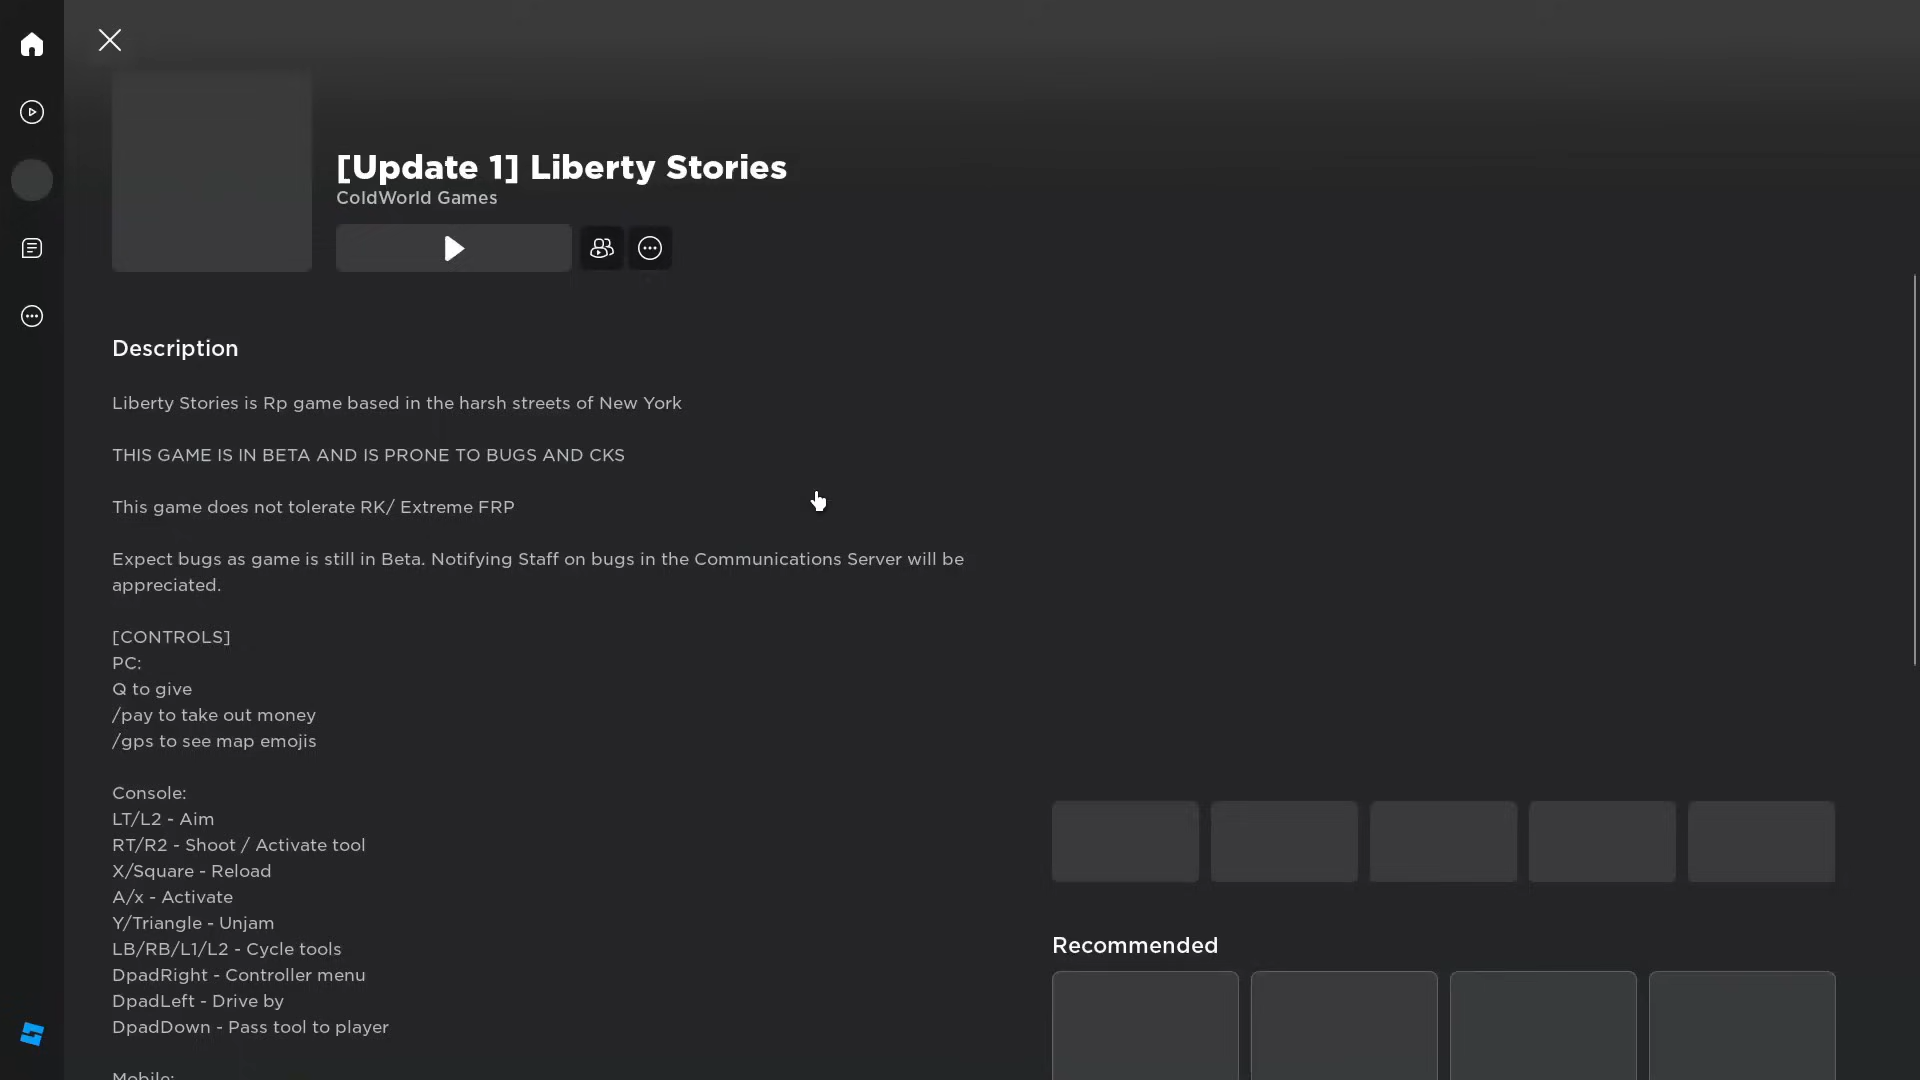 [Update 1] Liberty Stories
ColdWorld Games
Description
Liberty Stories is Rp game based in the harsh streets of New York
THIS GAME IS IN BETA AND IS PRONE TO BUGS AND CKS
This game does not tolerate RK/ Extreme FRP
Expect bugs as game is still in Beta. Notifying Staff on bugs in the Communications Server will be
appreciated.
[CONTROLS]
PC:
Q to give
/pay to take out money
/gps to see map emojis
Console:
LT/L2 - Aim
RT/R2 - Shoot / Activate tool
X/Square - Reload
A/x - Activate
Y/Triangle - Unjam
LB/RB/L1/L2 - Cycle tools
DpadRight - Controller menu
DpadLeft - Drive by
DpadDown - Pass tool to player
Mobile:
Recommended